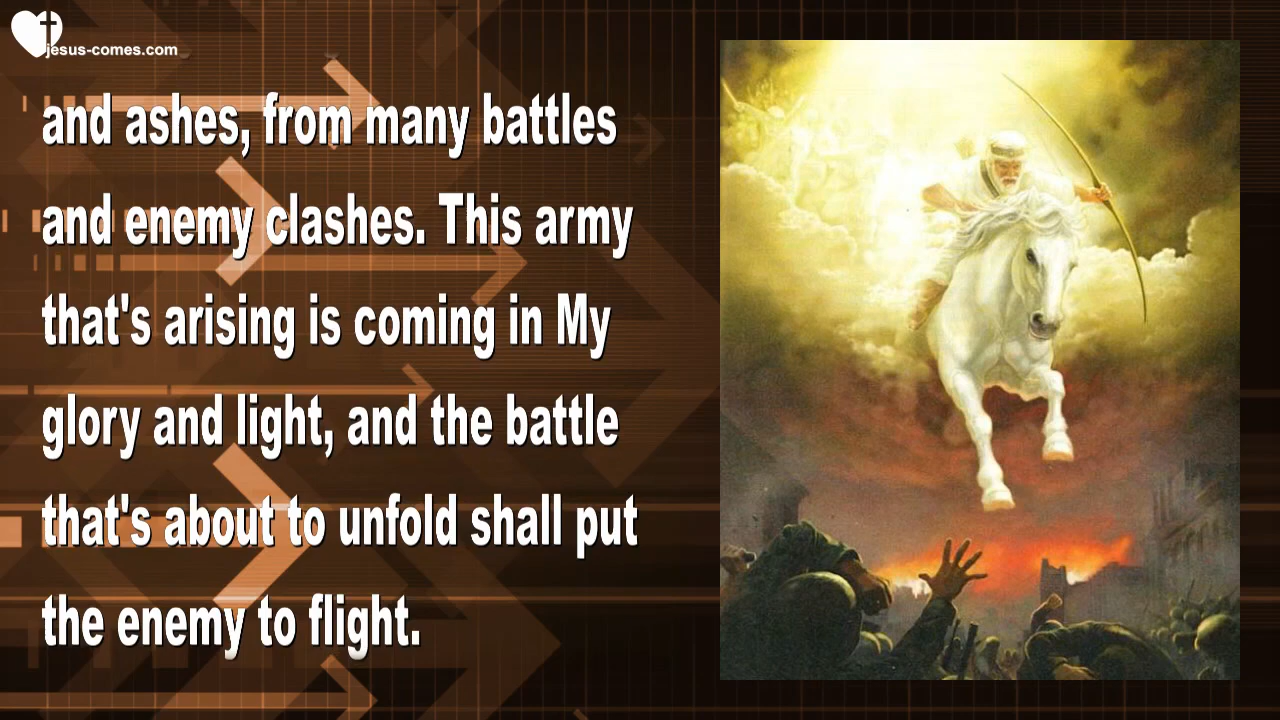 jesus-comes.com
and ashes, from many battles
and enemy clashes. This army
that's arising is coming in My
glory and light, and the battle
that's about to unfold shall put
the enemy to flight.